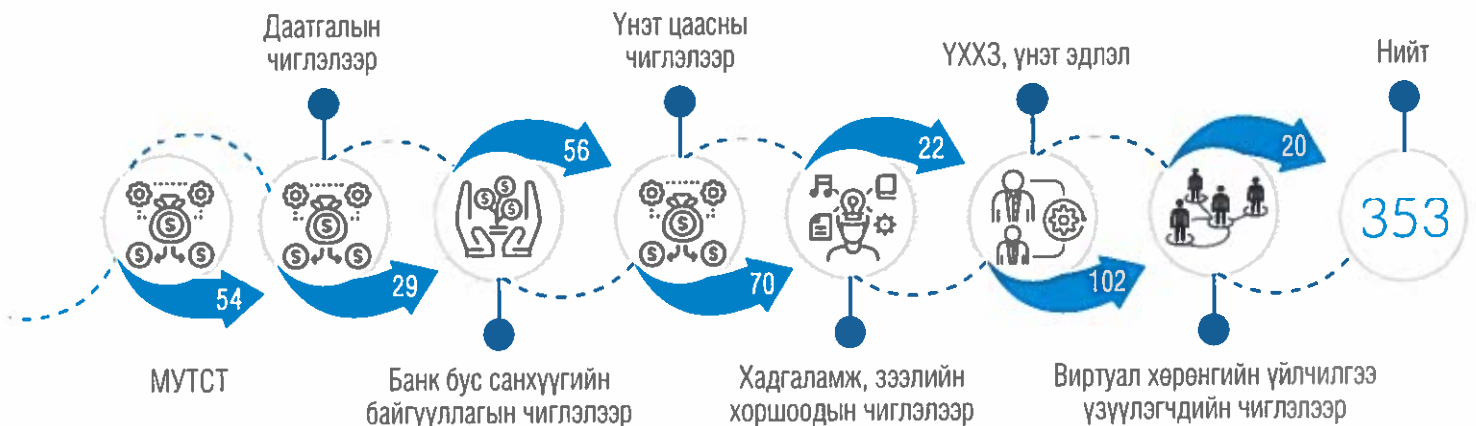 Даатгалын
чиглэлээр
Үнэт цаасны
чиглэлээр
ҮХХЗ, үнэт эдлэл
Нийт
56
22
20
353
54
29
70
102
МУТСТ
Банк бус санхүүгийн
байгууллагын чиглэлээр
Хадгаламж, зээлийн
хоршоодын чиглэлээр
Виртуал хөрөнгийн үйлчилгээ
үзүүлэгчдийн чиглэлээр